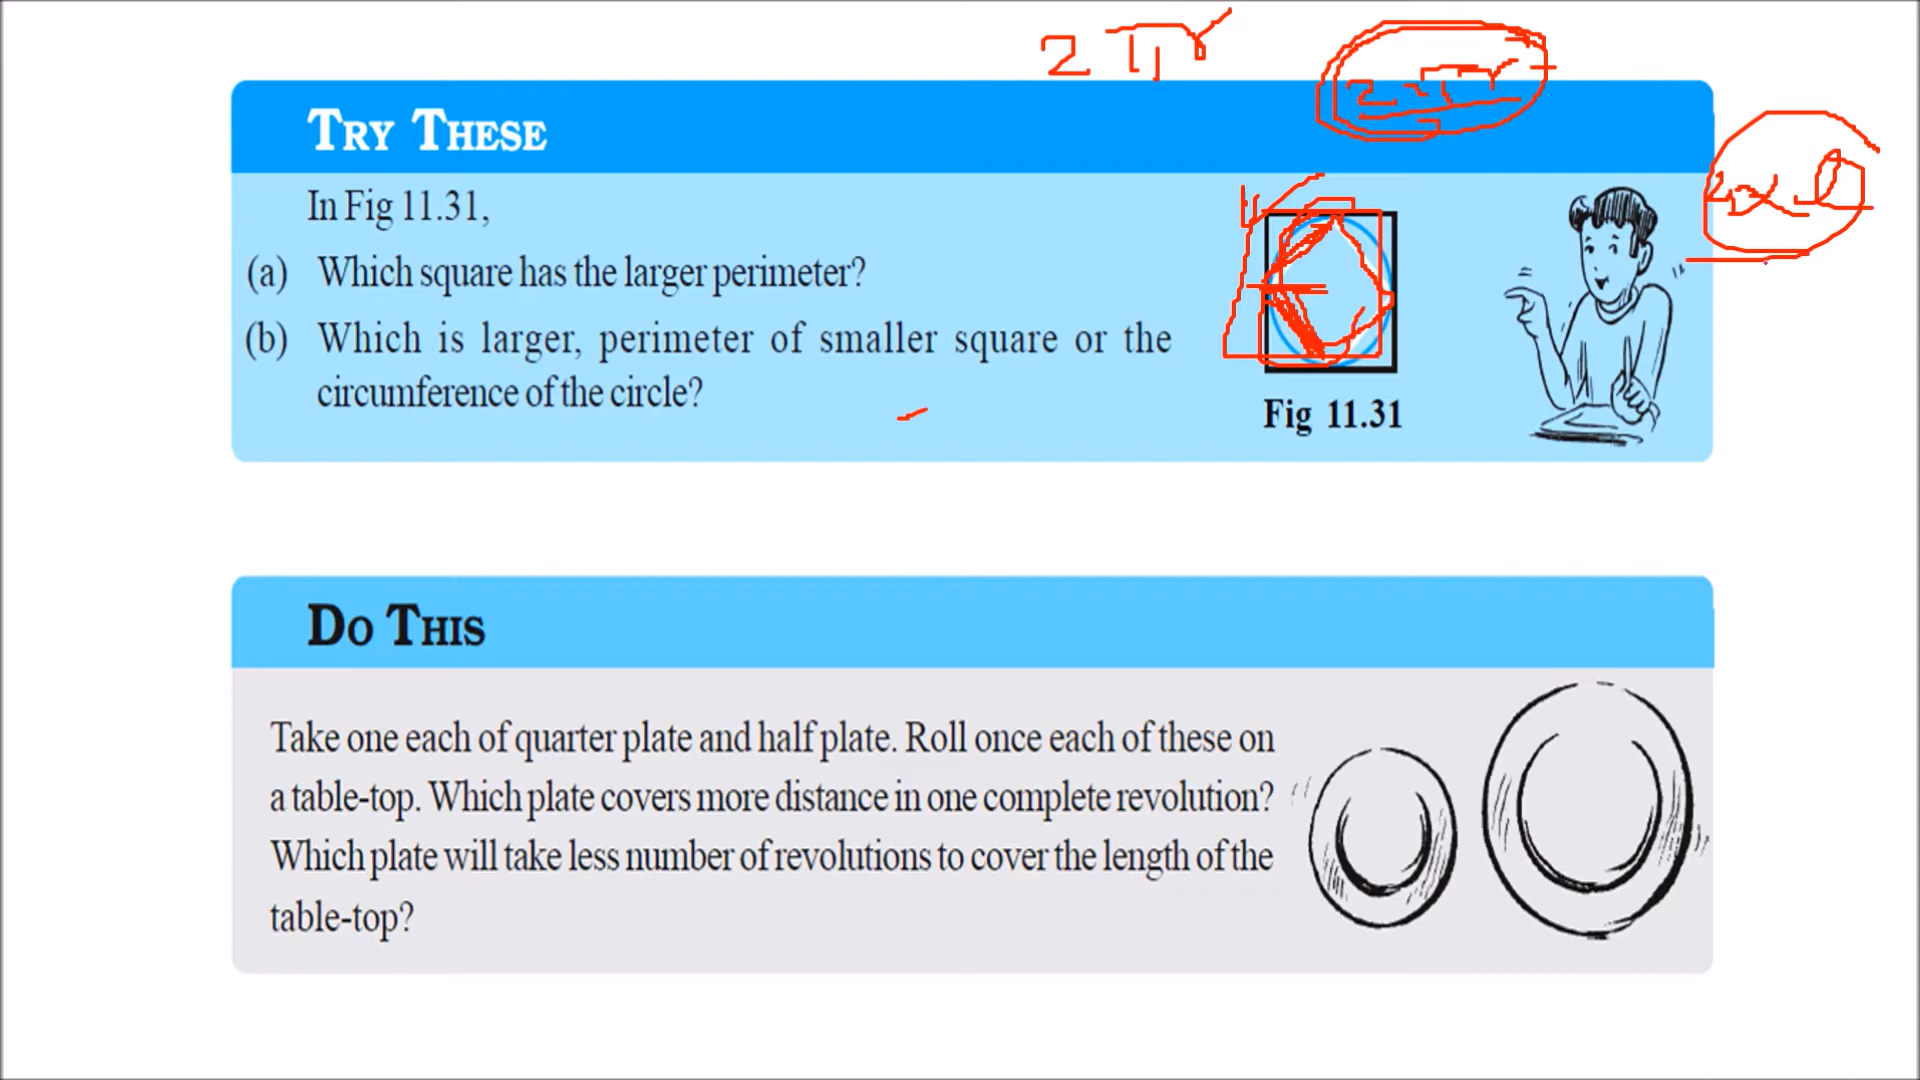 2πr
2πr
TRY THESE
In Fig 11.31,
(a) Which square has the larger perimeter?
(b) Which is larger, perimeter of smaller square or the
circumference of the circle?
Fig 11.31
DO THIS
Take one each of quarter plate and half plate. Roll once each of these on
a table-top. Which plate covers more distance in one complete revolution?
Which plate will take less number of revolutions to cover the length of the
table-top?